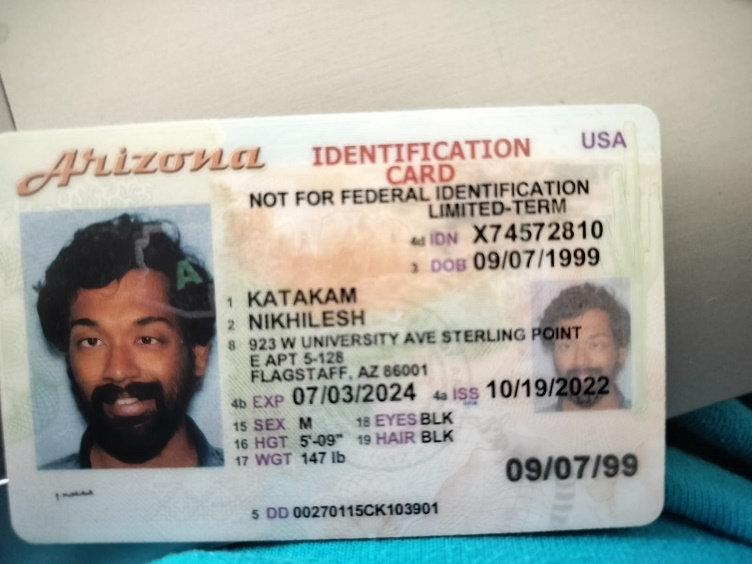 Arizona
IDENTIFICATION
CARD
USA
NOT FOR FEDERAL IDENTIFICATION
LIMITED-TERM
4d IDN X74572810
3 DOB 09/07/1999
1 KATAKAM
2 NIKHILESH
8 923 W UNIVERSITY AVE STERLING POINT
E APT 5-128
FLAGSTAFF, AZ 86001
4b EXP 07/03/2024 4a ISS 10/19/2022
15 SEX M 18 EYES BLK
16 HGT 5'-09" 19 HAIR BLK
17 WGT 147 lb
09/07/99
5 DD 00270115CK103901